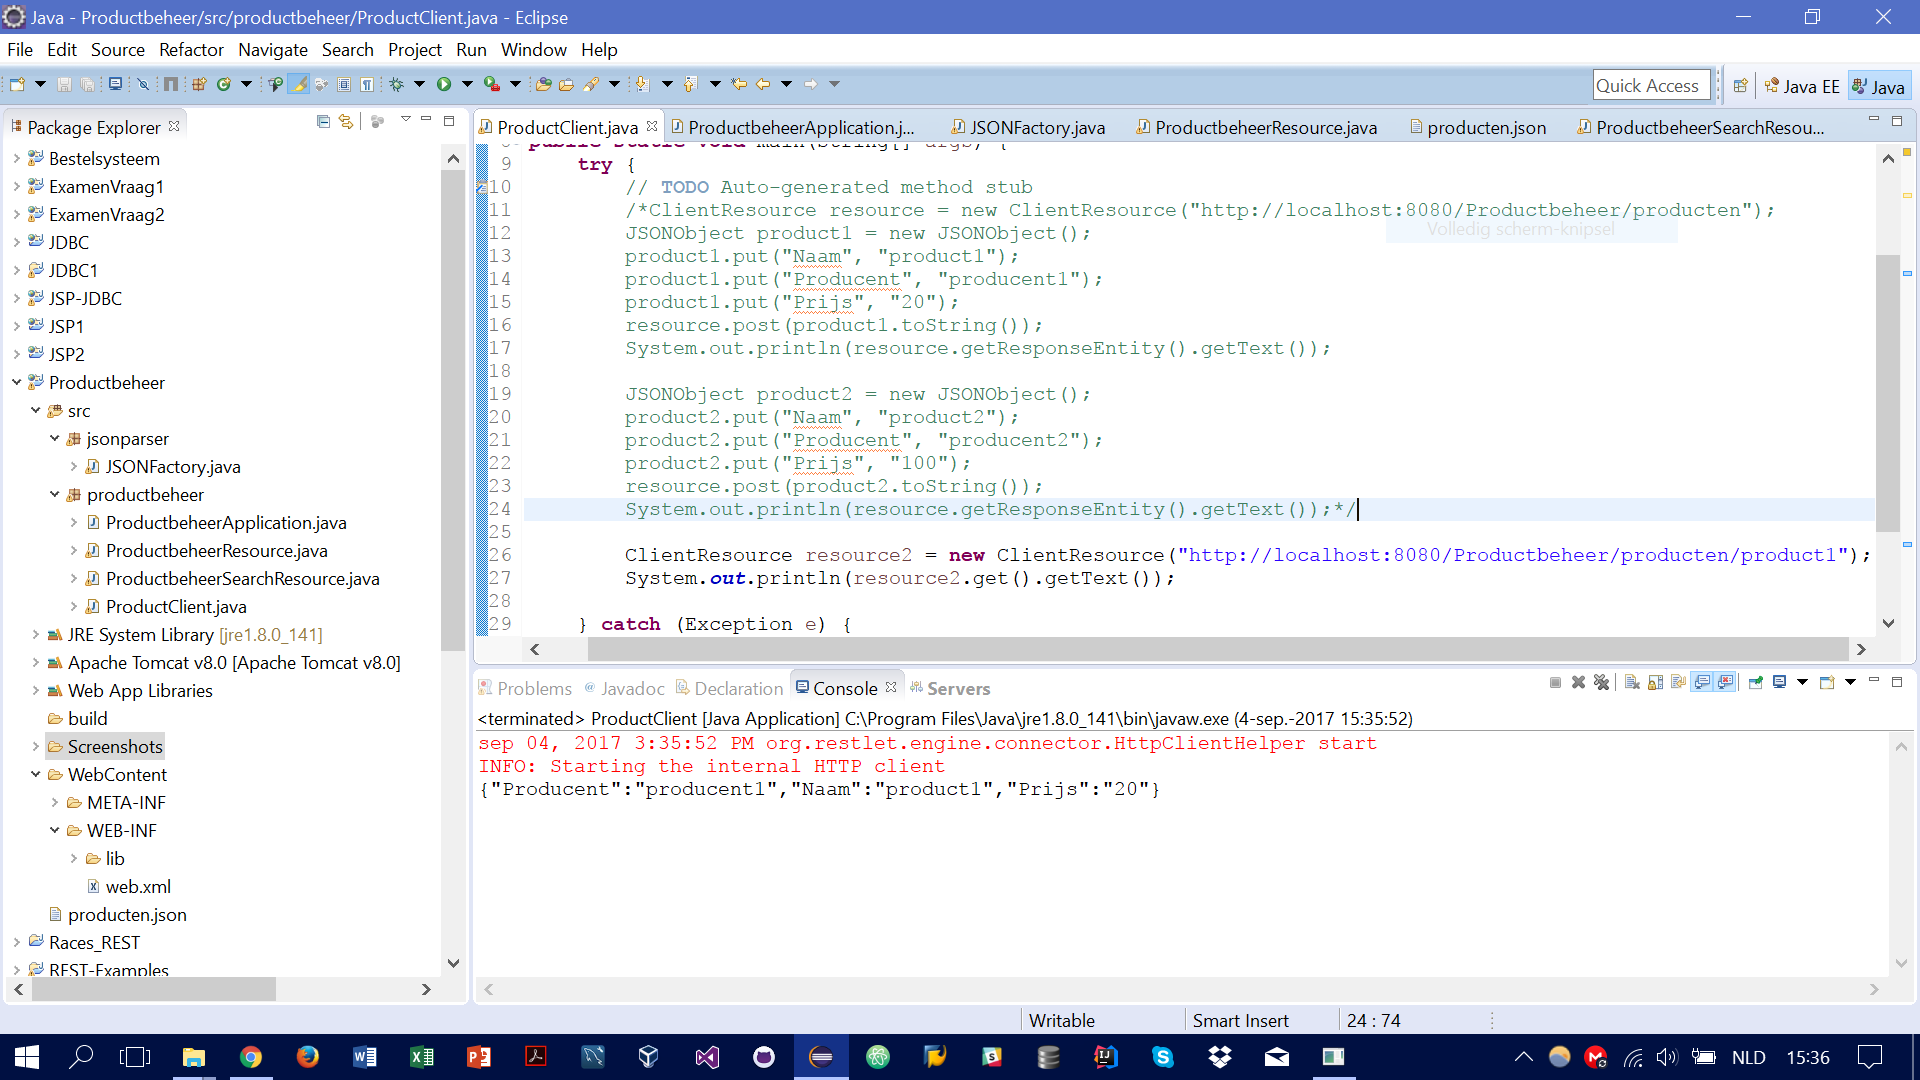 Java - Productbeheer/src/productbeheer/ProductClient.java - Eclipse
File Edit Source Refactor Navigate Search Project Run Window Help
Quick Access
Java EE
Java
Package Explorer
Bestelsysteem
ExamenVraag1
ExamenVraag2
JDBC
JDBC1
JSP-JDBC
JSP1
JSP2
Productbeheer
src
jsonparser
JSONFactory.java
productbeheer
ProductbeheerApplication.java
ProductbeheerResource.java
ProductbeheerSearchResource.java
ProductClient.java
JRE System Library [jre1.8.0_141]
Apache Tomcat v8.0 [Apache Tomcat v8.0]
Web App Libraries
build
Screenshots
WebContent
META-INF
WEB-INF
lib
web.xml
producten.json
Races_REST
REST-Examples
ProductClient.java ProductbeheerApplication.j... JSONFactory.java ProductbeheerResource.java producten.json ProductbeheerSearchResou...
8 public static void main(String[] args) {
9 try {
10 // TODO Auto-generated method stub
11 /*ClientResource resource = new ClientResource("http://localhost:8080/Productbeheer/producten");
Volledig scherm-knipsel
12 JSONObject product1 = new JSONObject();
13 product1.put("Naam", "product1");
14 product1.put("Producent", "producent1");
15 product1.put("Prijs", "20");
16 resource.post(product1.toString());
17 System.out.println(resource.getResponseEntity().getText());
18
19 JSONObject product2 = new JSONObject();
20 product2.put("Naam", "product2");
21 product2.put("Producent", "producent2");
22 product2.put("Prijs", "100");
23 resource.post(product2.toString());
24 System.out.println(resource.getResponseEntity().getText());*/
25
26 ClientResource resource2 = new ClientResource("http://localhost:8080/Productbeheer/producten/product1");
27 System.out.println(resource2.get().getText());
28
29 } catch (Exception e) {
Problems Javadoc Declaration Console Servers
<terminated> ProductClient [Java Application] C:\Program Files\Java\jre1.8.0_141\bin\javaw.exe (4-sep.-2017 15:35:52)
sep 04, 2017 3:35:52 PM org.restlet.engine.connector.HttpClientHelper start
INFO: Starting the internal HTTP client
{"Producent":"producent1","Naam":"product1","Prijs":"20"}
Writable
Smart Insert
24 : 74
NLD
15:36